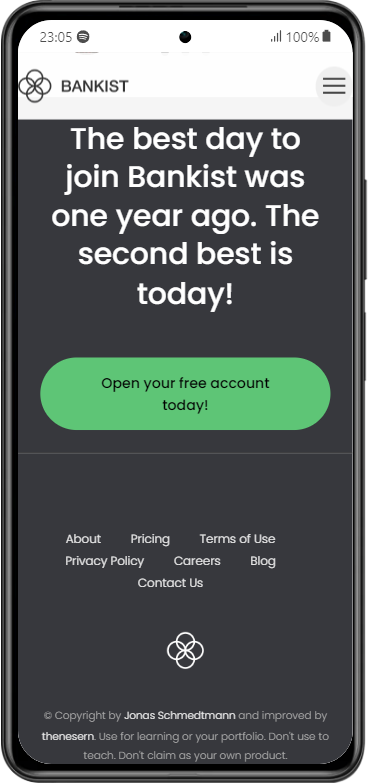 23:05 100%
BANKIST
The best day to
join Bankist was
one year ago. The
second best is
today!
Open your free account
today!
About Pricing Terms of Use
Privacy Policy Careers Blog
Contact Us
© Copyright by Jonas Schmedtmann and improved by
thenesern. Use for learning or your portfolio. Don't use to
teach. Don't claim as your own product.